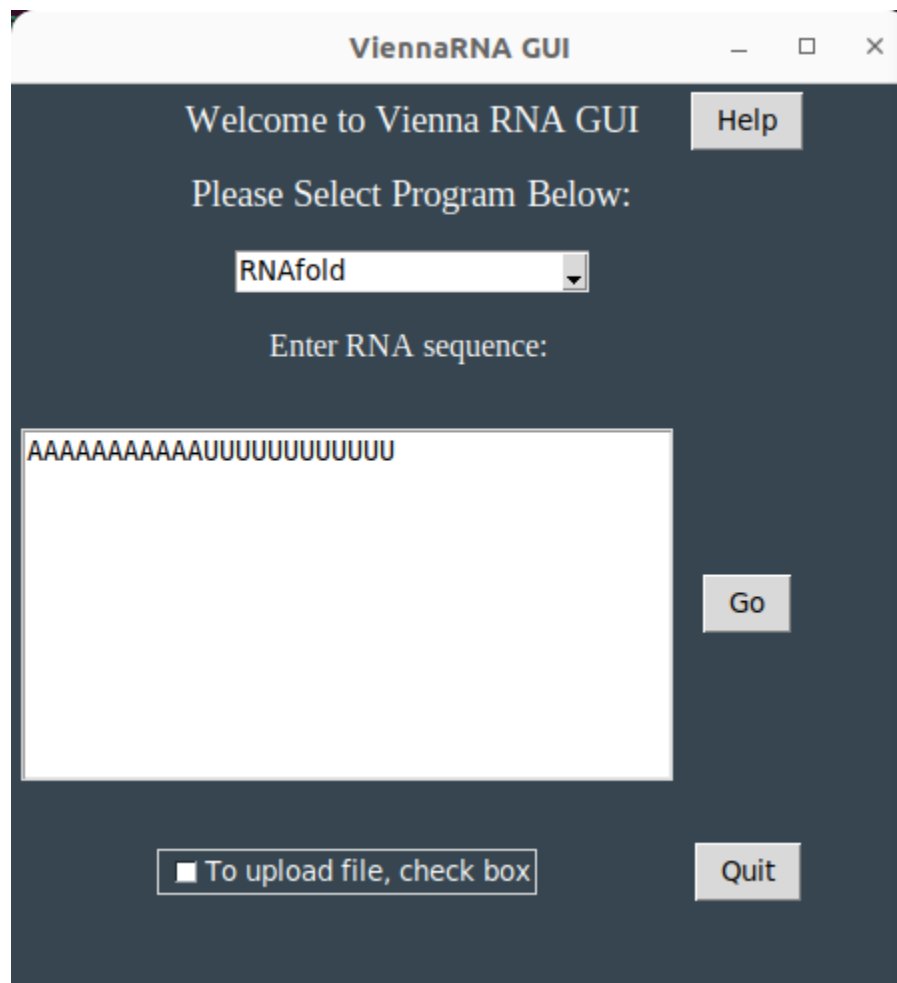 ViennaRNA GUI
Welcome to Vienna RNA GUI
Help
Please Select Program Below:
RNAfold
Enter RNA sequence:
AAAAAAAAAAAUUUUUUUUUUUU
Go
To upload file, check box
Quit